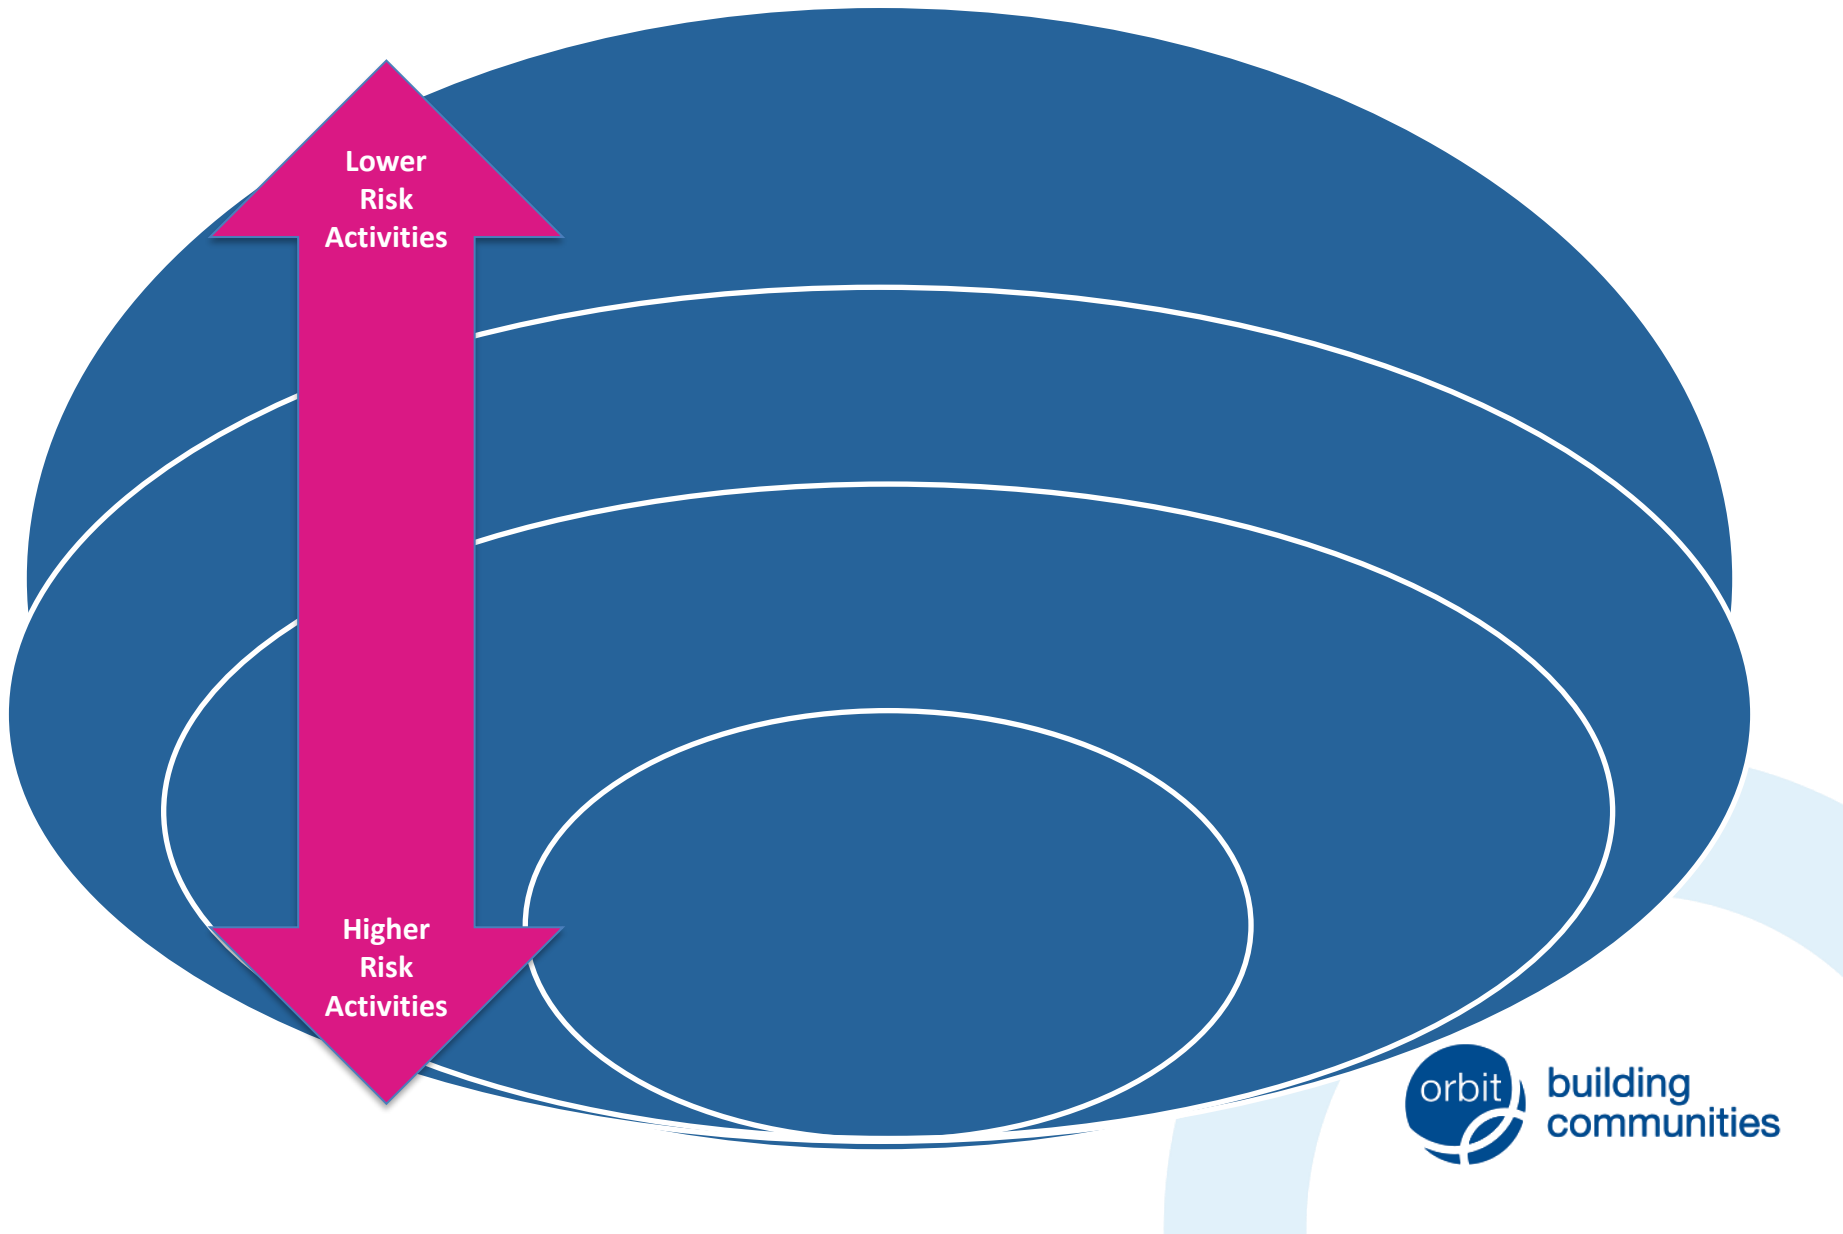 Lower
Risk
Activities
Higher
Risk
Activities
orbit
building
communities